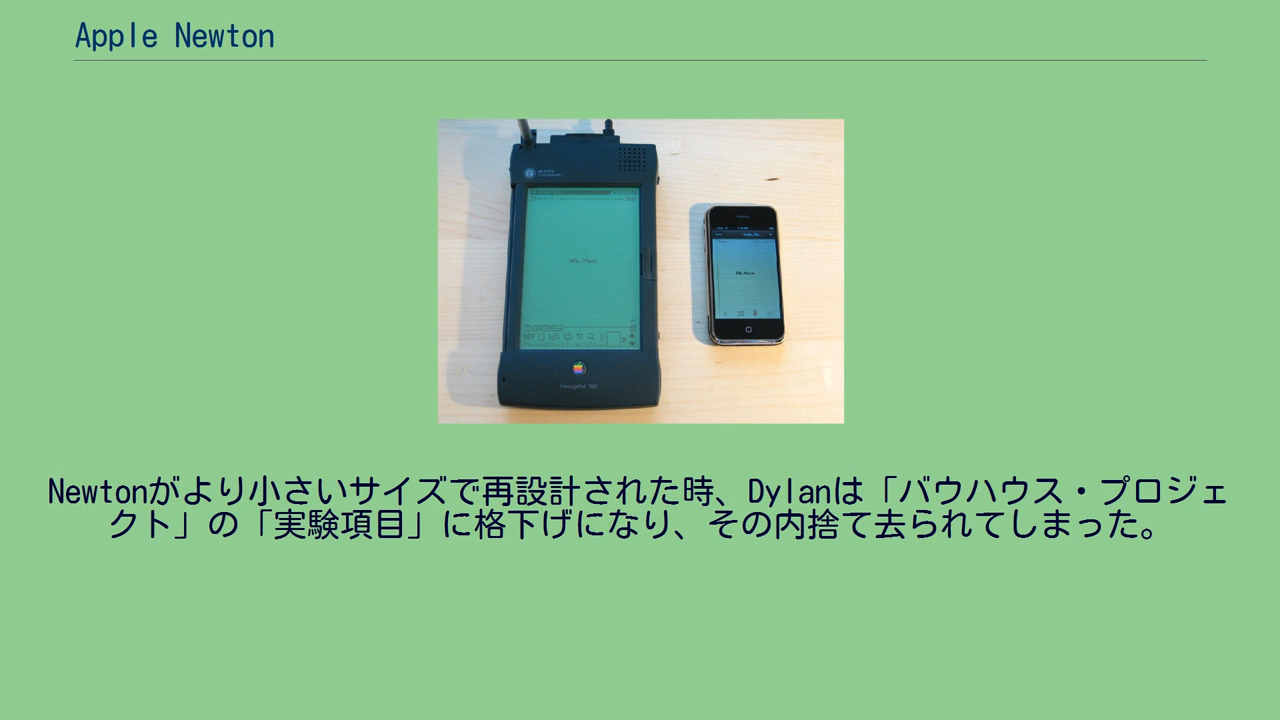 Apple Newton
Newtonがより小さいサイズで再設計された時、Dylanは「バウハウス・プロジェ
クト」の「実験項目」に格下げになり、その内捨て去られてしまった。